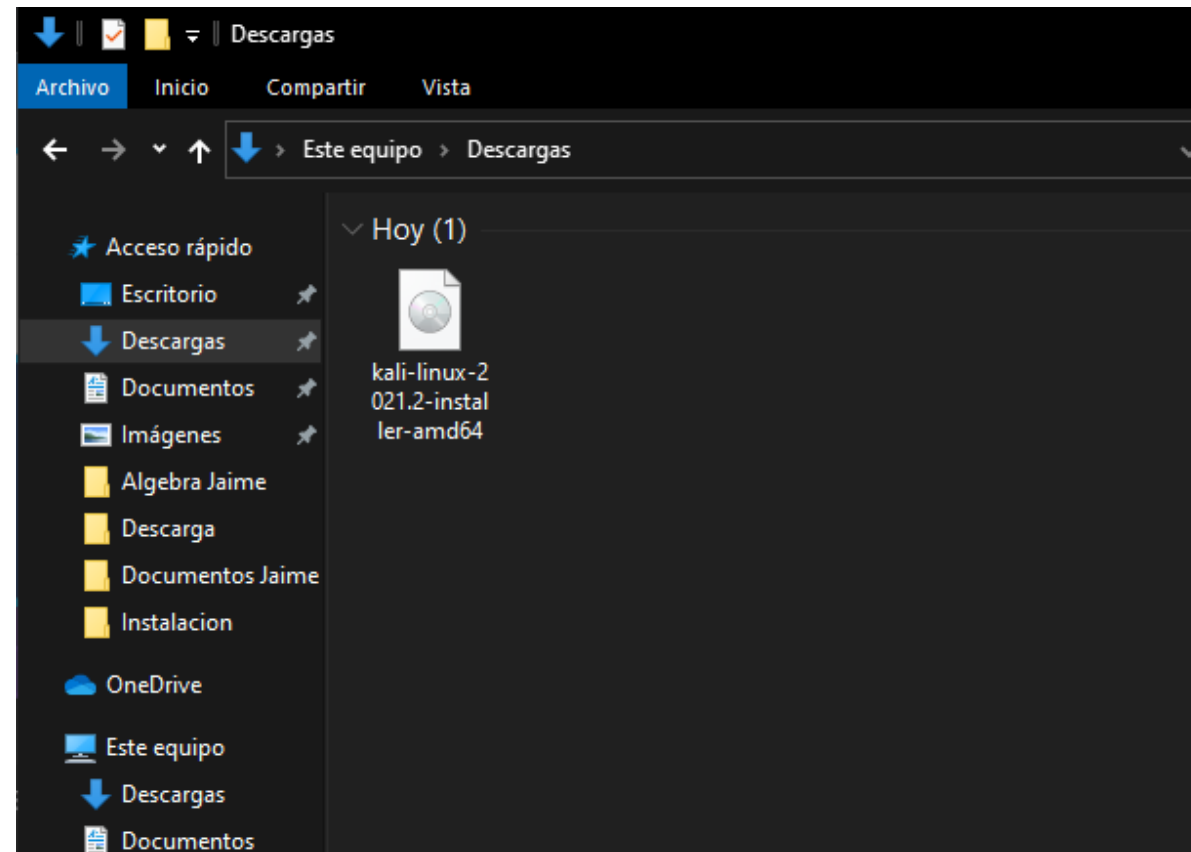 Descargas
Archivo Inicio Compartir Vista
Este equipo > Descargas
Acceso rápido
Escritorio
Descargas
Documentos
Imágenes
Algebra Jaime
Descarga
Documentos Jaime
Instalacion
OneDrive
Este equipo
Descargas
Documentos
Hoy (1)
kali-linux-2
021.2-instal
ler-amd64